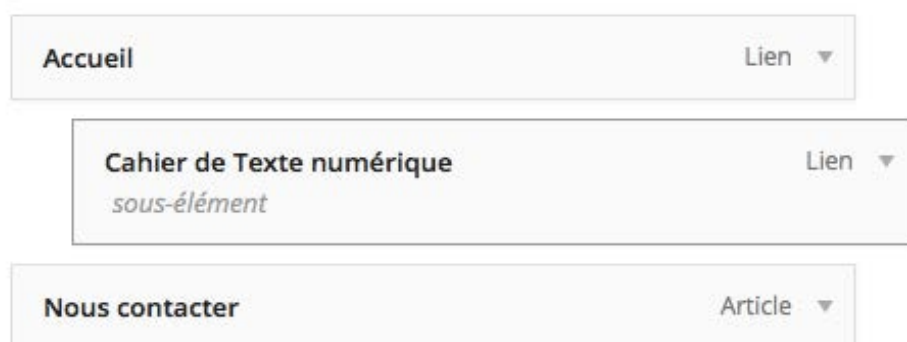 Accueil Lien
Cahier de Texte numérique Lien
sous-élément
Nous contacter Article